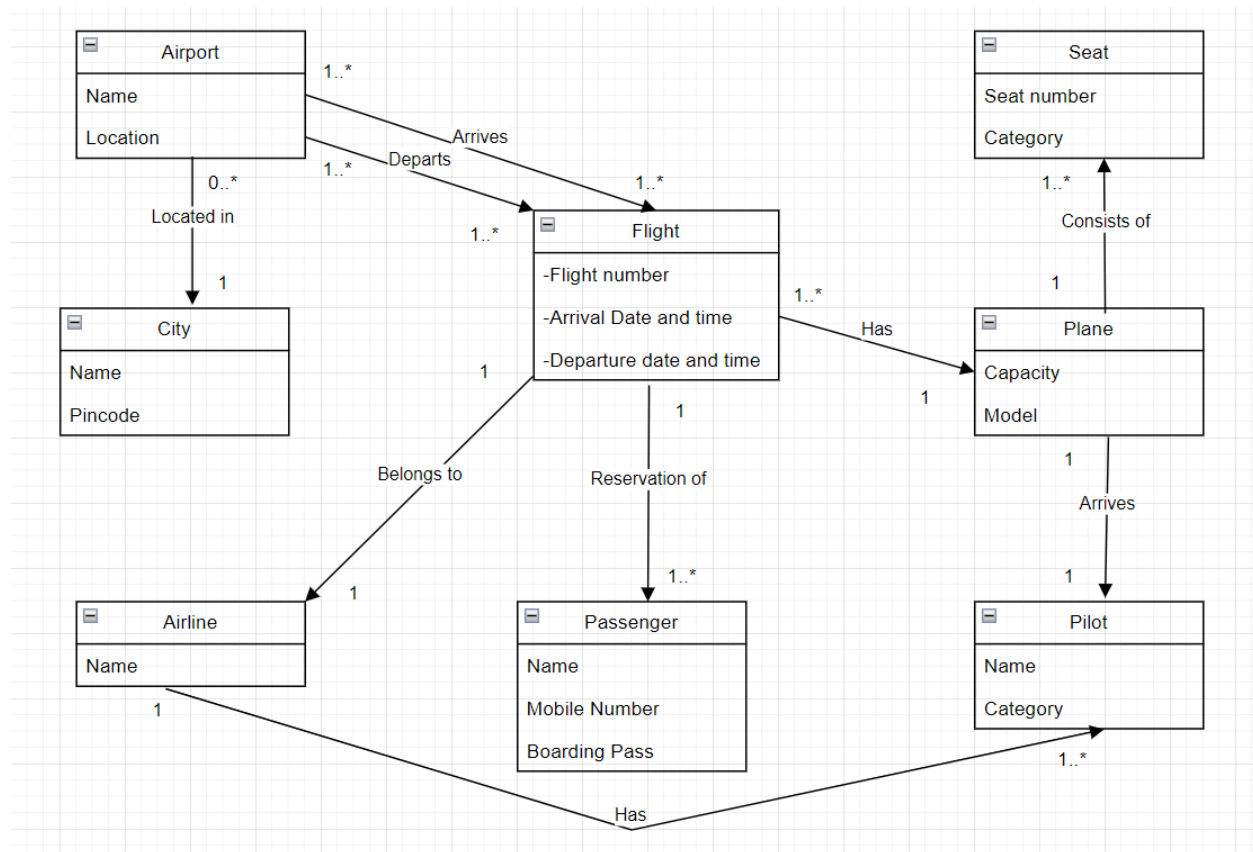 Airport
Name
Location
1..*
Arrives
Departs
1..*
1..*
1..*
0..*
Located in
1
City
Name
Pincode
Flight
-Flight number
-Arrival Date and time
-Departure date and time
Seat
Seat number
Category
1..*
Consists of
1
1..*
Has
1
Plane
Capacity
Model
1
Arrives
1
1
Belongs to
1
1
Reservation of
1..*
Airline
Name
1
Passenger
Name
Mobile Number
Boarding Pass
Pilot
Name
Category
1..*
Has